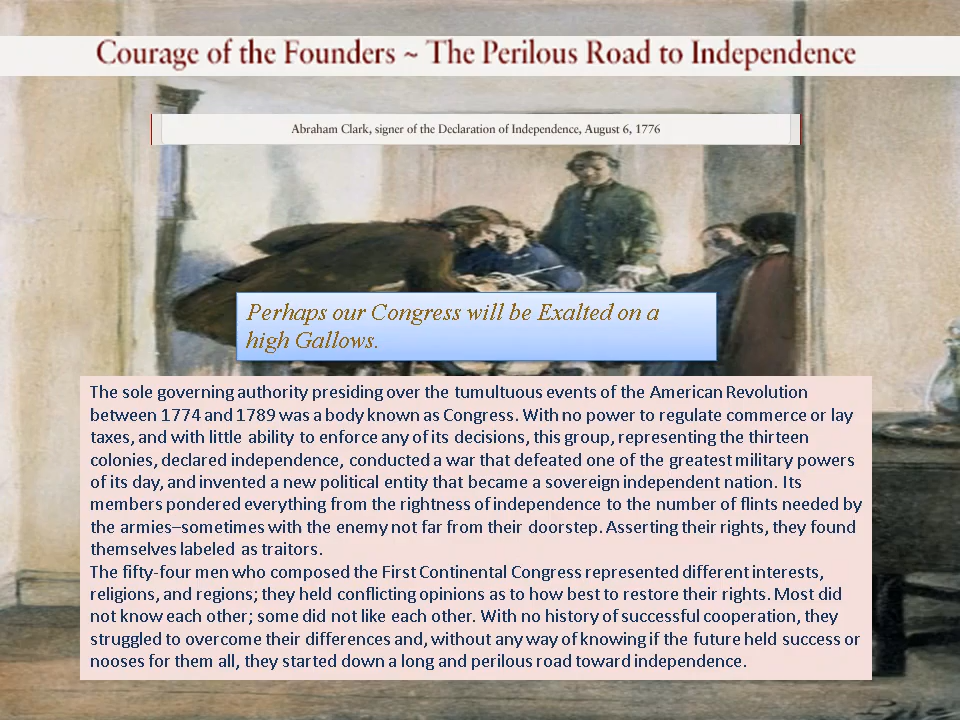 Courage of the Founders ~ The Perilous Road to Independence
Abraham Clark, signer of the Declaration of Independence, August 6, 1776
Perhaps our Congress will be Exalted on a
high Gallows.
The sole governing authority presiding over the tumultuous events of the American Revolution
between 1774 and 1789 was a body known as Congress. With no power to regulate commerce or lay
taxes, and with little ability to enforce any of its decisions, this group, representing the thirteen
colonies, declared independence, conducted a war that defeated one of the greatest military powers
of its day, and invented a new political entity that became a sovereign independent nation. Its
members pondered everything from the rightness of independence to the number of flints needed by
the armies–sometimes with the enemy not far from their doorstep. Asserting their rights, they found
themselves labeled as traitors.
The fifty-four men who composed the First Continental Congress represented different interests,
religions, and regions; they held conflicting opinions as to how best to restore their rights. Most did
not know each other; some did not like each other. With no history of successful cooperation, they
struggled to overcome their differences and, without any way of knowing if the future held success or
nooses for them all, they started down a long and perilous road toward independence.